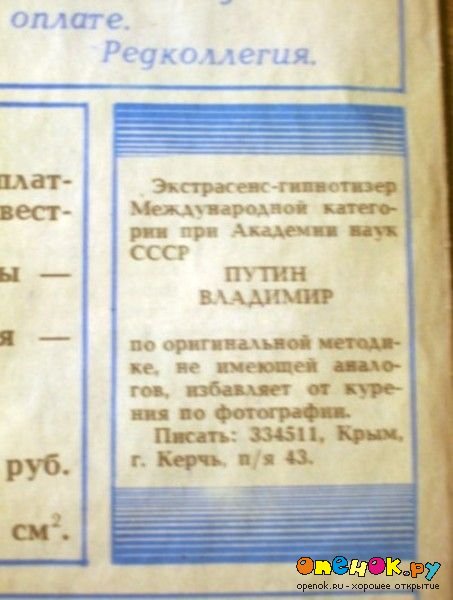 оплате.
Редколлегия.
плат-
вест-
ы —
я —
руб.
см².
Экстрасенс-гипнотизер
Международной катего-
рии при Академии наук
СССР
ПУТИН
ВЛАДИМИР
по оригинальной методи-
ке, не имеющей анало-
гов, избавляет от куре-
ния по фотографии.
Писать: 334511, Крым,
г. Керчь, п/я 43.
опенок.ру
openok.ru - хорошее открытие